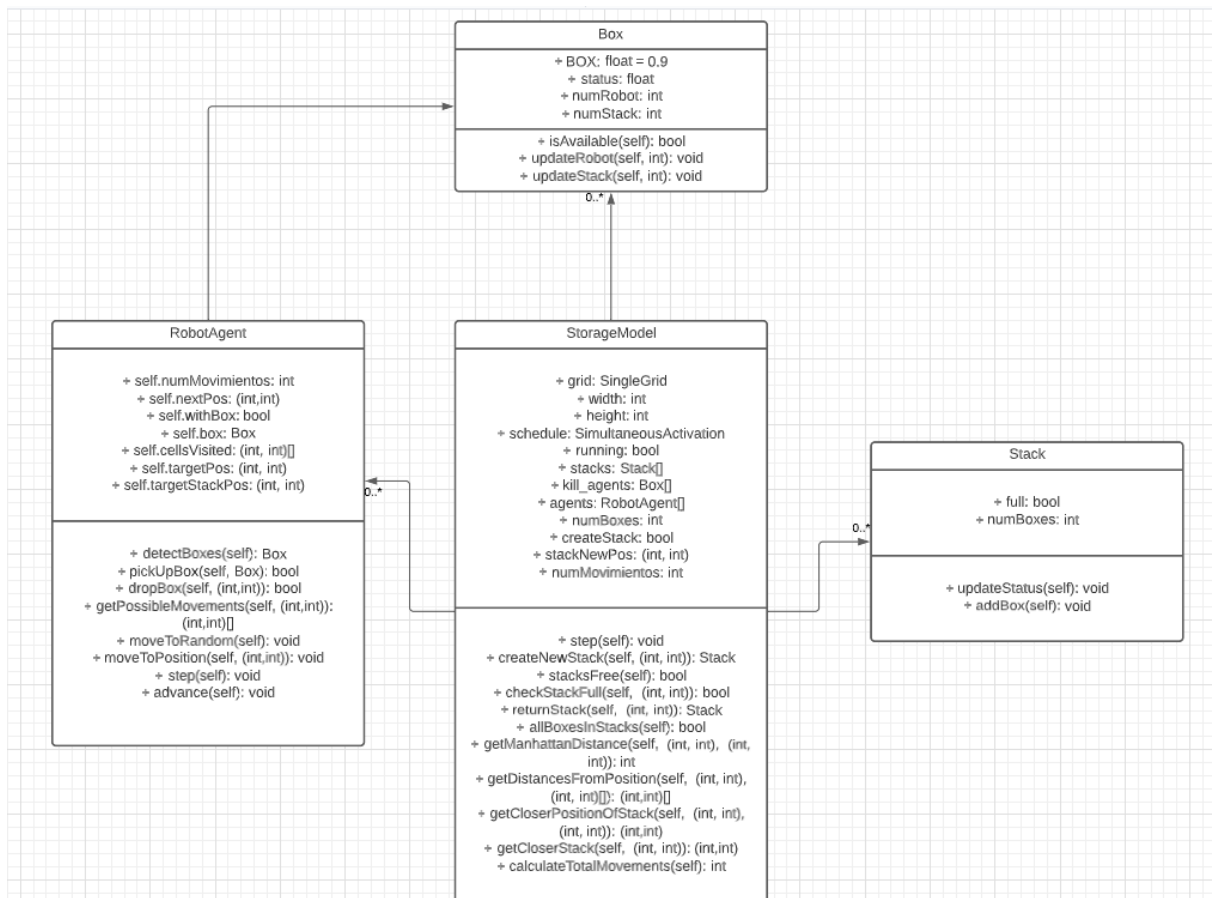 Box
+ BOX: float = 0.9
+ status: float
+ numRobot: int
+ numStack: int
+ isAvailable(self): bool
+ updateRobot(self, int): void
+ updateStack(self, int): void
0..*
RobotAgent
+ self.numMovimientos: int
+ self.nextPos: (int,int)
+ self.withBox: bool
+ self.box: Box
+ self.cellsVisited: (int, int)[]
+ self.targetPos: (int, int)
+ self.targetStackPos: (int, int)
+ detectBoxes(self): Box
+ pickUpBox(self, Box): bool
+ dropBox(self, (int,int)): bool
+ getPossibleMovements(self, (int,int)):
(int,int)[]
+ moveToRandom(self): void
+ moveToPosition(self, (int,int)): void
+ step(self): void
+ advance(self): void
0..*
StorageModel
+ grid: SingleGrid
+ width: int
+ height: int
+ schedule: SimultaneousActivation
+ running: bool
+ stacks: Stack[]
+ kill_agents: Box[]
+ agents: RobotAgent[]
+ numBoxes: int
+ createStack: bool
+ stackNewPos: (int, int)
+ numMovimientos: int
+ step(self): void
+ createNewStack(self, (int, int)): Stack
+ stacksFree(self): bool
+ checkStackFull(self, (int, int)): bool
+ returnStack(self, (int, int)): Stack
+ allBoxesInStacks(self): bool
+ getManhattanDistance(self, (int, int), (int,
int)): int
+ getDistancesFromPosition(self, (int, int),
(int, int)[]): (int,int)[]
+ getCloserPositionOfStack(self, (int, int),
(int, int)): (int,int)
+ getCloserStack(self, (int, int)): (int,int)
+ calculateTotalMovements(self): int
0..*
Stack
+ full: bool
+ numBoxes: int
+ updateStatus(self): void
+ addBox(self): void